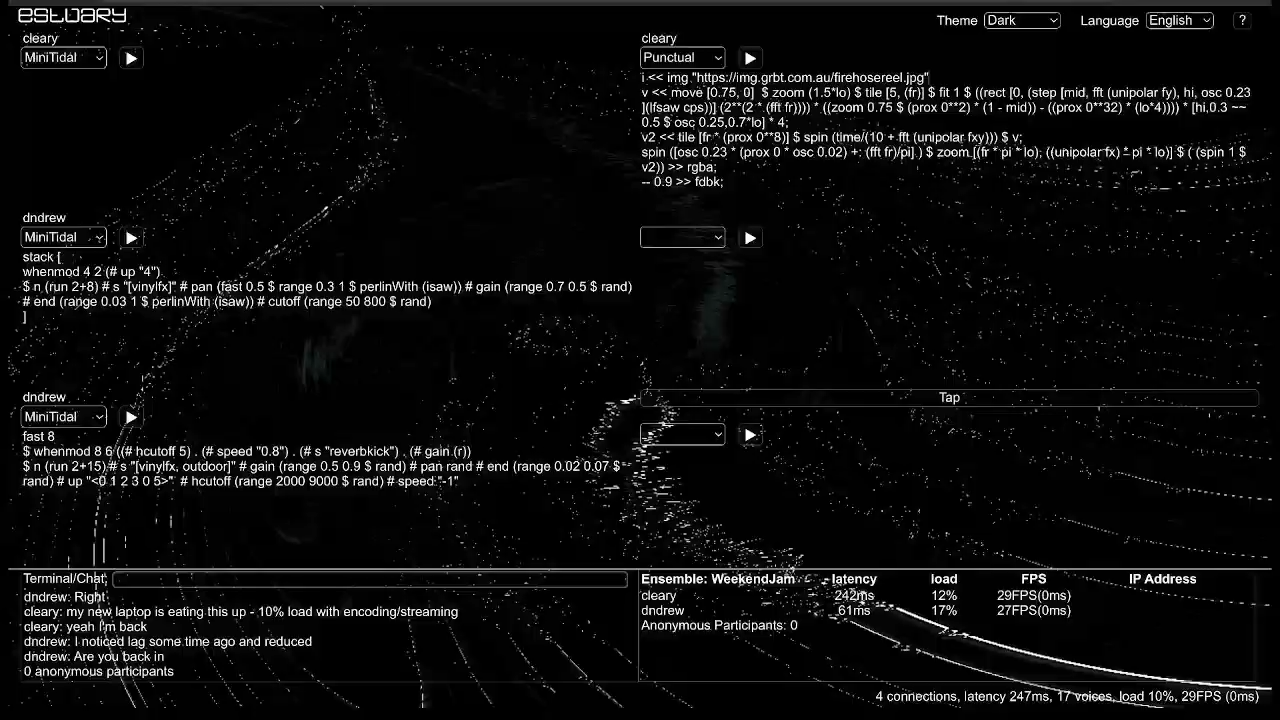 estuary
Theme Dark Language English ?
cleary
MiniTidal
cleary
Punctual
i << img "https://img.grbt.com.au/firehosereel.jpg"
v << move [0.75, 0]  $ zoom (1.5*lo) $ tile [5, (fr)] $ fit 1 $ ((rect [0, (step [mid, fft (unipolar fy), hi, osc 0.23
](lfsaw cps))] (2**(2 * (fft fr)))) * ((zoom 0.75 $ (prox 0**2) * (1 - mid)) - ((prox 0**32) * (lo*4)))) * [hi,0.3 ~~
0.5 $ osc 0.25,0.7*lo] * 4;
v2 << tile [fr * (prox 0**8)] $ spin (time/(10 + fft (unipolar fxy))) $ v;
spin ([osc 0.23 * (prox 0 * osc 0.02) +: (fft fr)/pi] ) $ zoom [(fr * pi * lo), ((unipolar fx) * pi * lo)] $ ( (spin 1 $
v2)) >> rgba;
-- 0.9 >> fdbk;
dndrew
MiniTidal
stack [
whenmod 4 2 (# up "4")
$ n (run 2+8) # s "[vinylfx]" # pan (fast 0.5 $ range 0.3 1 $ perlinWith (isaw)) # gain (range 0.7 0.5 $ rand)
# end (range 0.03 1 $ perlinWith (isaw)) # cutoff (range 50 800 $ rand)
]
dndrew
MiniTidal
fast 8
$ whenmod 8 6 ((# hcutoff 5) . (# speed "0.8") . (# s "reverbkick") . (# gain (r))
$ n (run 2+15) # s "[vinylfx, outdoor]" # gain (range 0.5 0.9 $ rand) # pan rand # end (range 0.02 0.07 $
rand) # up "<0 1 2 3 0 5>"  # hcutoff (range 2000 9000 $ rand) # speed "-1"
Tap
Terminal/Chat:
dndrew: Right
cleary: my new laptop is eating this up - 10% load with encoding/streaming
cleary: yeah I'm back
dndrew: I noticed lag some time ago and reduced
dndrew: Are you back in
0 anonymous participants
Ensemble: WeekendJam latency load FPS IP Address
cleary 242ms 12% 29FPS(0ms)
dndrew 61ms 17% 27FPS(0ms)
Anonymous Participants: 0
4 connections, latency 247ms, 17 voices, load 10%, 29FPS (0ms)